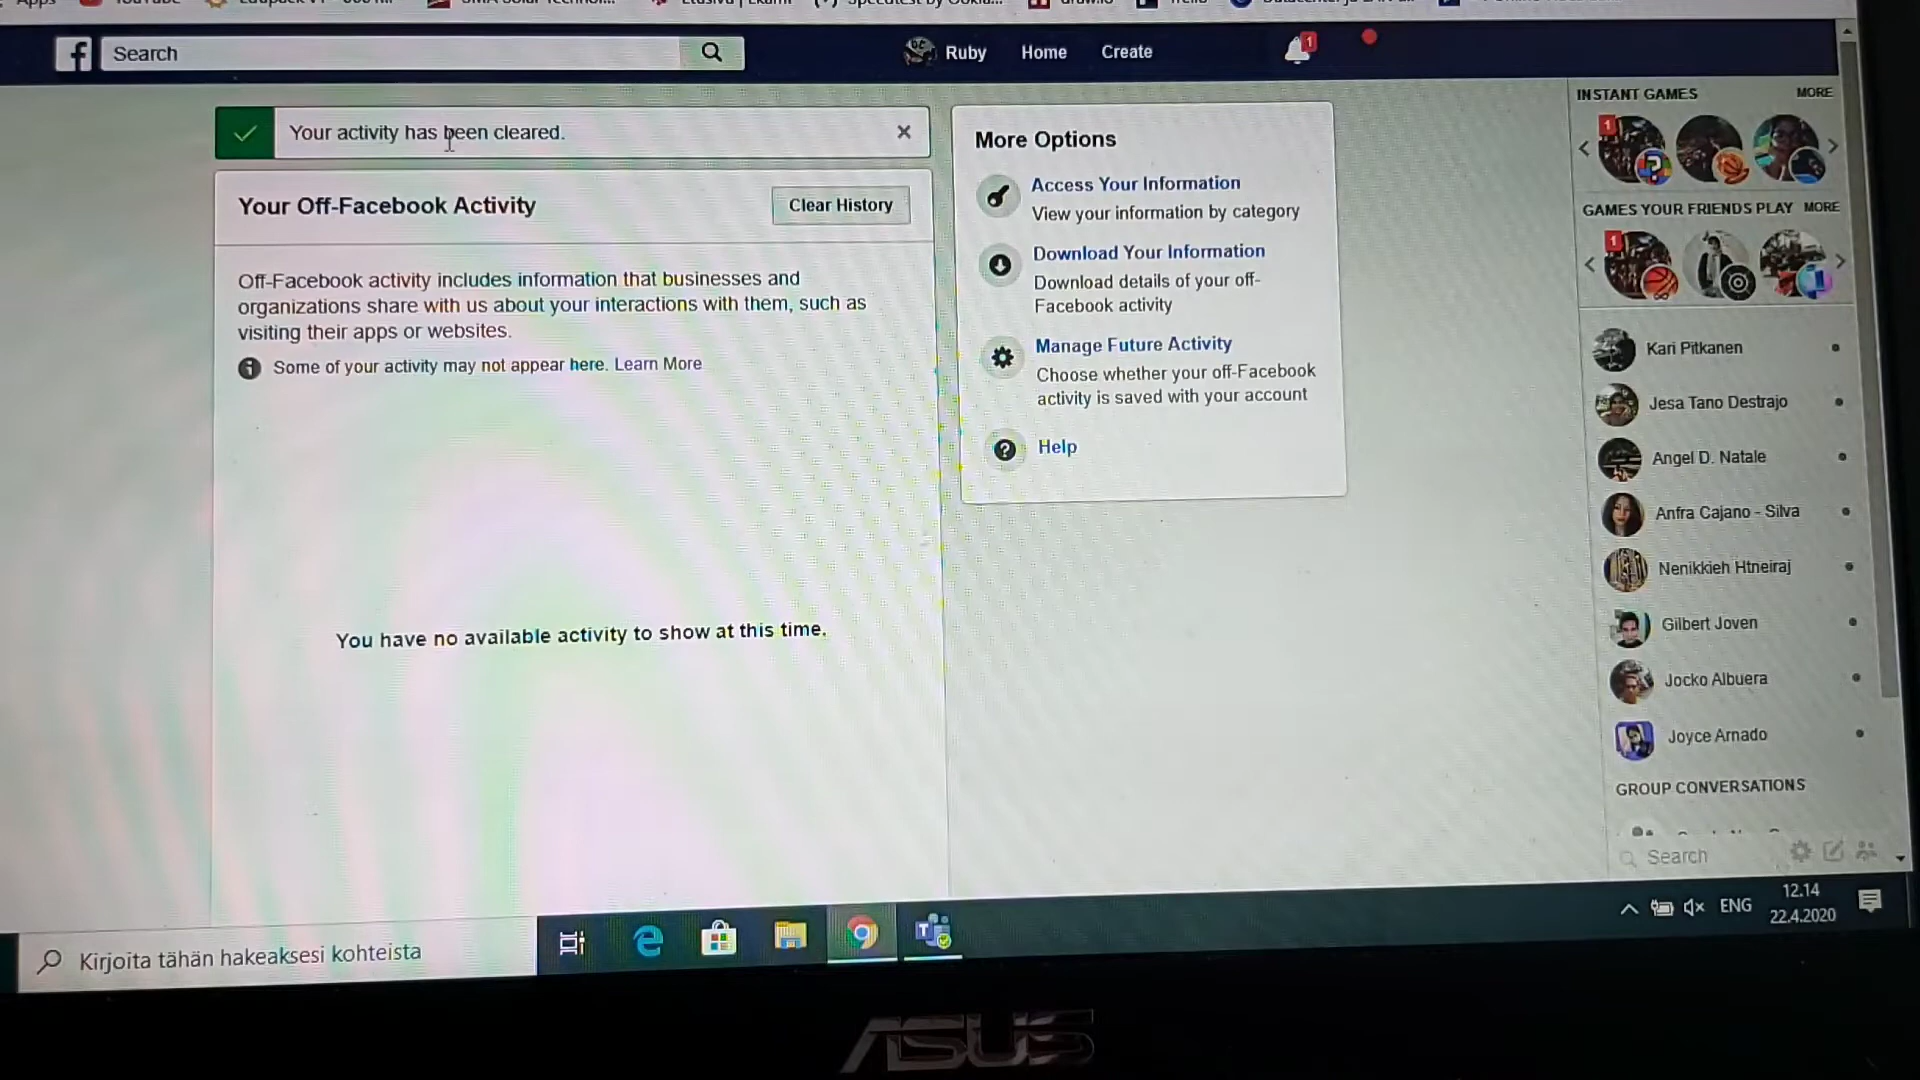 Apps
Search
Ruby
Home
Create
1
Your activity has been cleared.
Your Off-Facebook Activity
Clear History
Off-Facebook activity includes information that businesses and
organizations share with us about your interactions with them, such as
visiting their apps or websites.
Some of your activity may not appear here. Learn More
You have no available activity to show at this time.
More Options
Access Your Information
View your information by category
Download Your Information
Download details of your off-
Facebook activity
Manage Future Activity
Choose whether your off-Facebook
activity is saved with your account
Help
INSTANT GAMES
MORE
1
GAMES YOUR FRIENDS PLAY
MORE
1
Kari Pitkanen
Jesa Tano Destrajo
Angel D. Natale
Anfra Cajano - Silva
Nenikkieh Htneiraj
Gilbert Joven
Jocko Albuera
Joyce Arnado
GROUP CONVERSATIONS
Search
Kirjoita tähän hakeaksesi kohteista
ENG
12.14
22.4.2020
ASUS